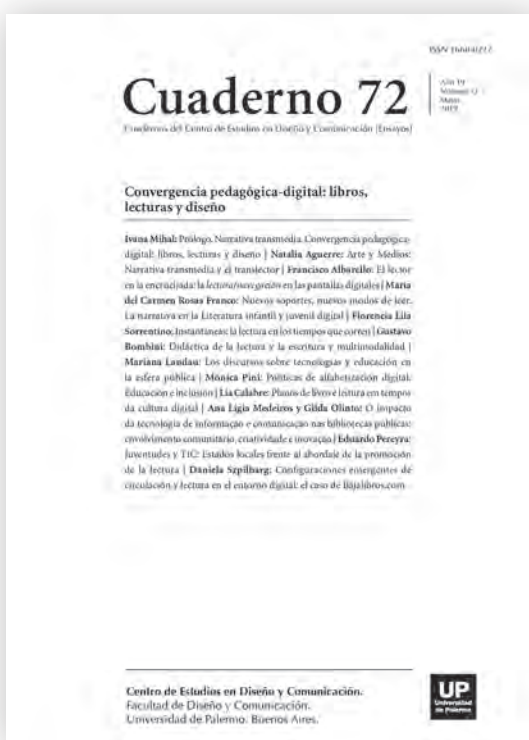 Cuaderno 72
Cuadernos del Centro de Estudios en Diseño y Comunicación [Ensayos]
Año 19
Convergencia pedagógica-digital: libros,
lecturas y diseño
Ivana Mihal: Prólogo. Narrativa transmedia. Convergencia pedagógica-
digital: libros, lecturas y diseño | Natalia Aguerre: Arte y Medios:
Narrativa transmedia y el translector | Francisco Albarello: El lector
en la encrucijada: la lectura/navegación en las pantallas digitales | María
del Carmen Rosas Franco: Nuevos soportes, nuevos modos de leer.
La narrativa en la Literatura infantil y juvenil digital | Florencia Lila
Sorrentino: Instantáneas: la lectura en los tiempos que corren | Gustavo
Bombini: Didáctica de la lectura y la escritura y multimodalidad |
Mariana Landau: Los discursos sobre tecnologías y educación en
la esfera pública | Mónica Pini: Políticas de alfabetización digital.
Educación e inclusión | Lia Calabre: Planos de livro e leitura em tempos
da cultura digital | Ana Ligia Medeiros y Gilda Olinto: O impacto
da tecnologia de informação e comunicação nas bibliotecas públicas:
envolvimento comunitário, criatividade e inovação | Eduardo Pereyra:
Juventudes y TIC: Estados locales frente al abordaje de la promoción
de la lectura | Daniela Szpilbarg: Configuraciones emergentes de
circulación y lectura en el entorno digital: el caso de Bajalibros.com
Centro de Estudios en Diseño y Comunicación.
Facultad de Diseño y Comunicación.
Universidad de Palermo. Buenos Aires.
UP
Universidad
de Palermo